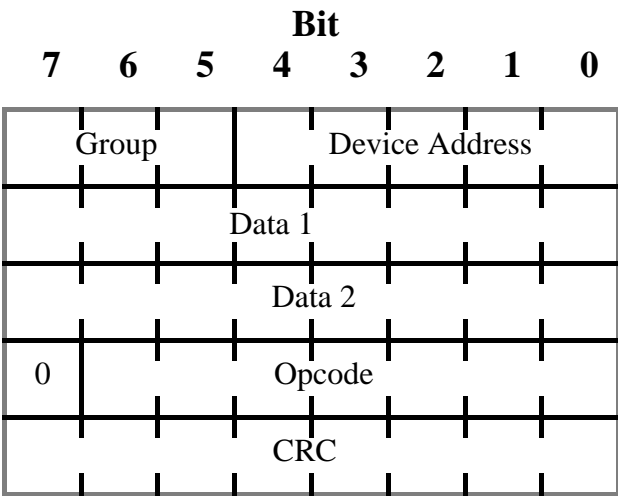 Bit
7 6 5 4 3 2 1 0
Group Device Address
Data 1
Data 2
0 Opcode
CRC